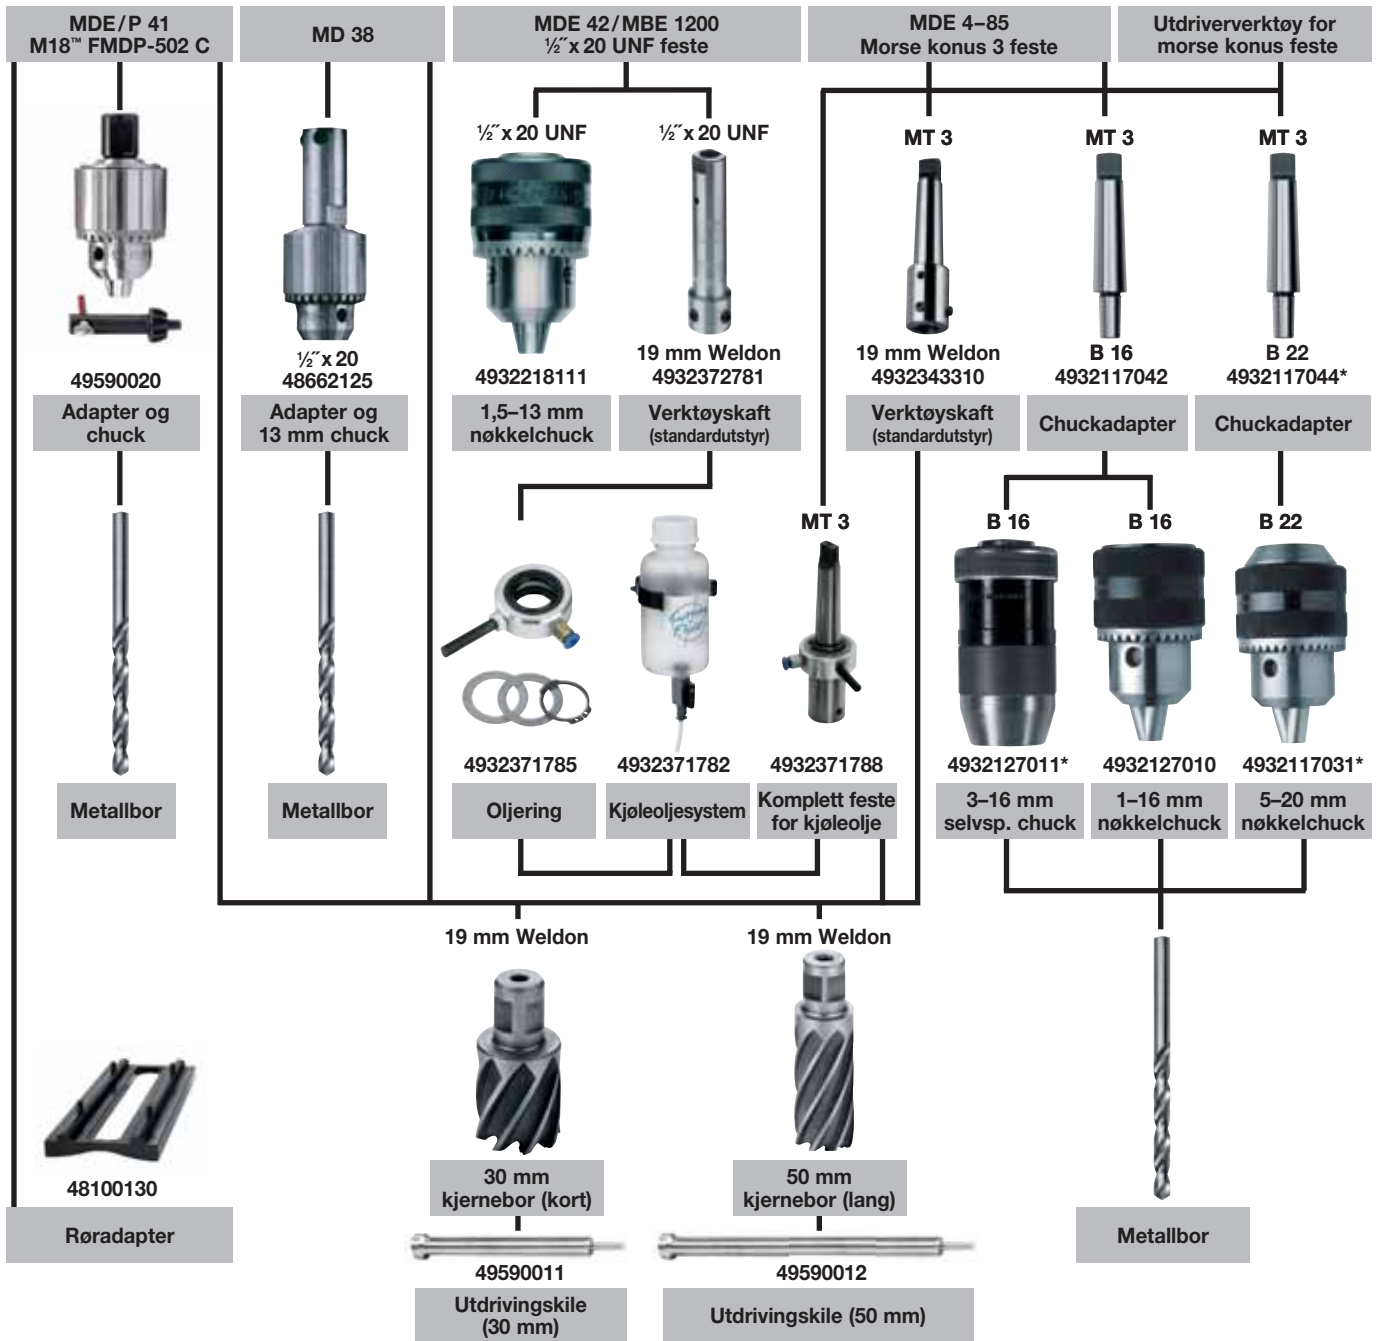 MDE/P 41
M18™ FMDP-502 C
MD 38
MDE 42/MBE 1200
½˝x 20 UNF feste
MDE 4–85
Morse konus 3 feste
Utdriververktøy for
morse konus feste
½˝x 20 UNF
½˝x 20 UNF
MT 3
MT 3
MT 3
½˝x 20
19 mm Weldon
19 mm Weldon
B 16
B 22
49590020
48662125
4932218111
4932372781
4932343310
4932117042
4932117044*
Adapter og
chuck
Adapter og
13 mm chuck
1,5–13 mm
nøkkelchuck
Verktøyskaft
(standardutstyr)
Verktøyskaft
(standardutstyr)
Chuckadapter
Chuckadapter
MT 3
B 16
B 16
B 22
4932371785
4932371782
4932371788
4932127011*
4932127010
4932117031*
Metallbor
Metallbor
Oljering
Kjøleoljesystem
Komplett feste
for kjøleolje
3–16 mm
selvsp. chuck
1–16 mm
nøkkelchuck
5–20 mm
nøkkelchuck
19 mm Weldon
19 mm Weldon
48100130
Røradapter
30 mm
kjernebor (kort)
50 mm
kjernebor (lang)
Metallbor
49590011
49590012
Utdrivingskile
(30 mm)
Utdrivingskile (50 mm)